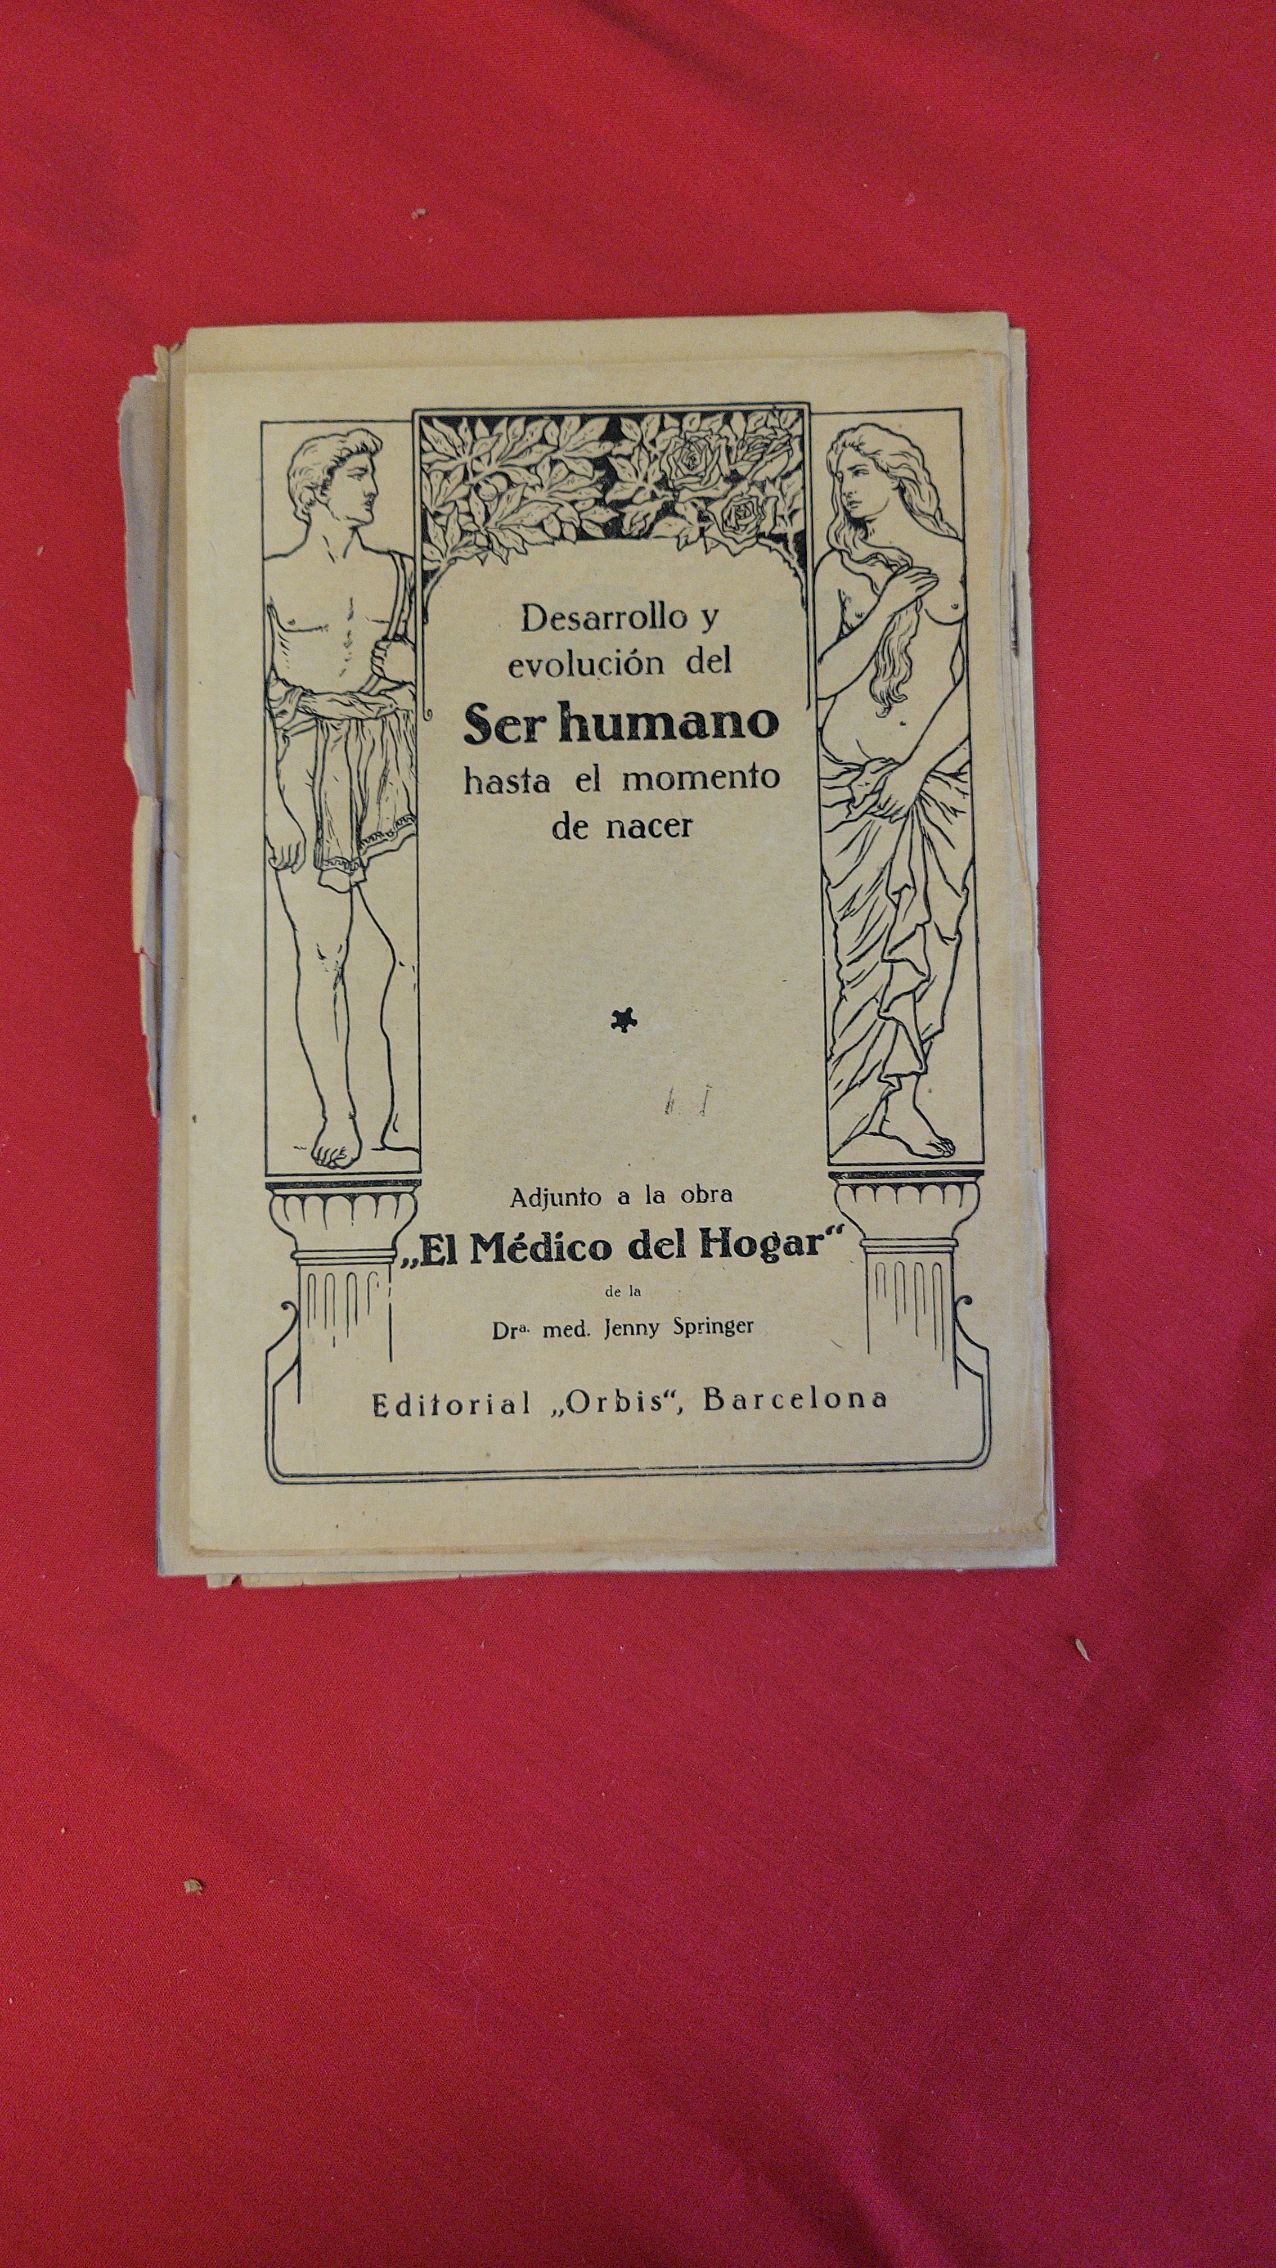 Desarrollo y
evolución del
Ser humano
hasta el momento
de nacer
Adjunto a la obra
„El Médico del Hogar“
de la
Drª. med. Jenny Springer
Editorial „Orbis“, Barcelona